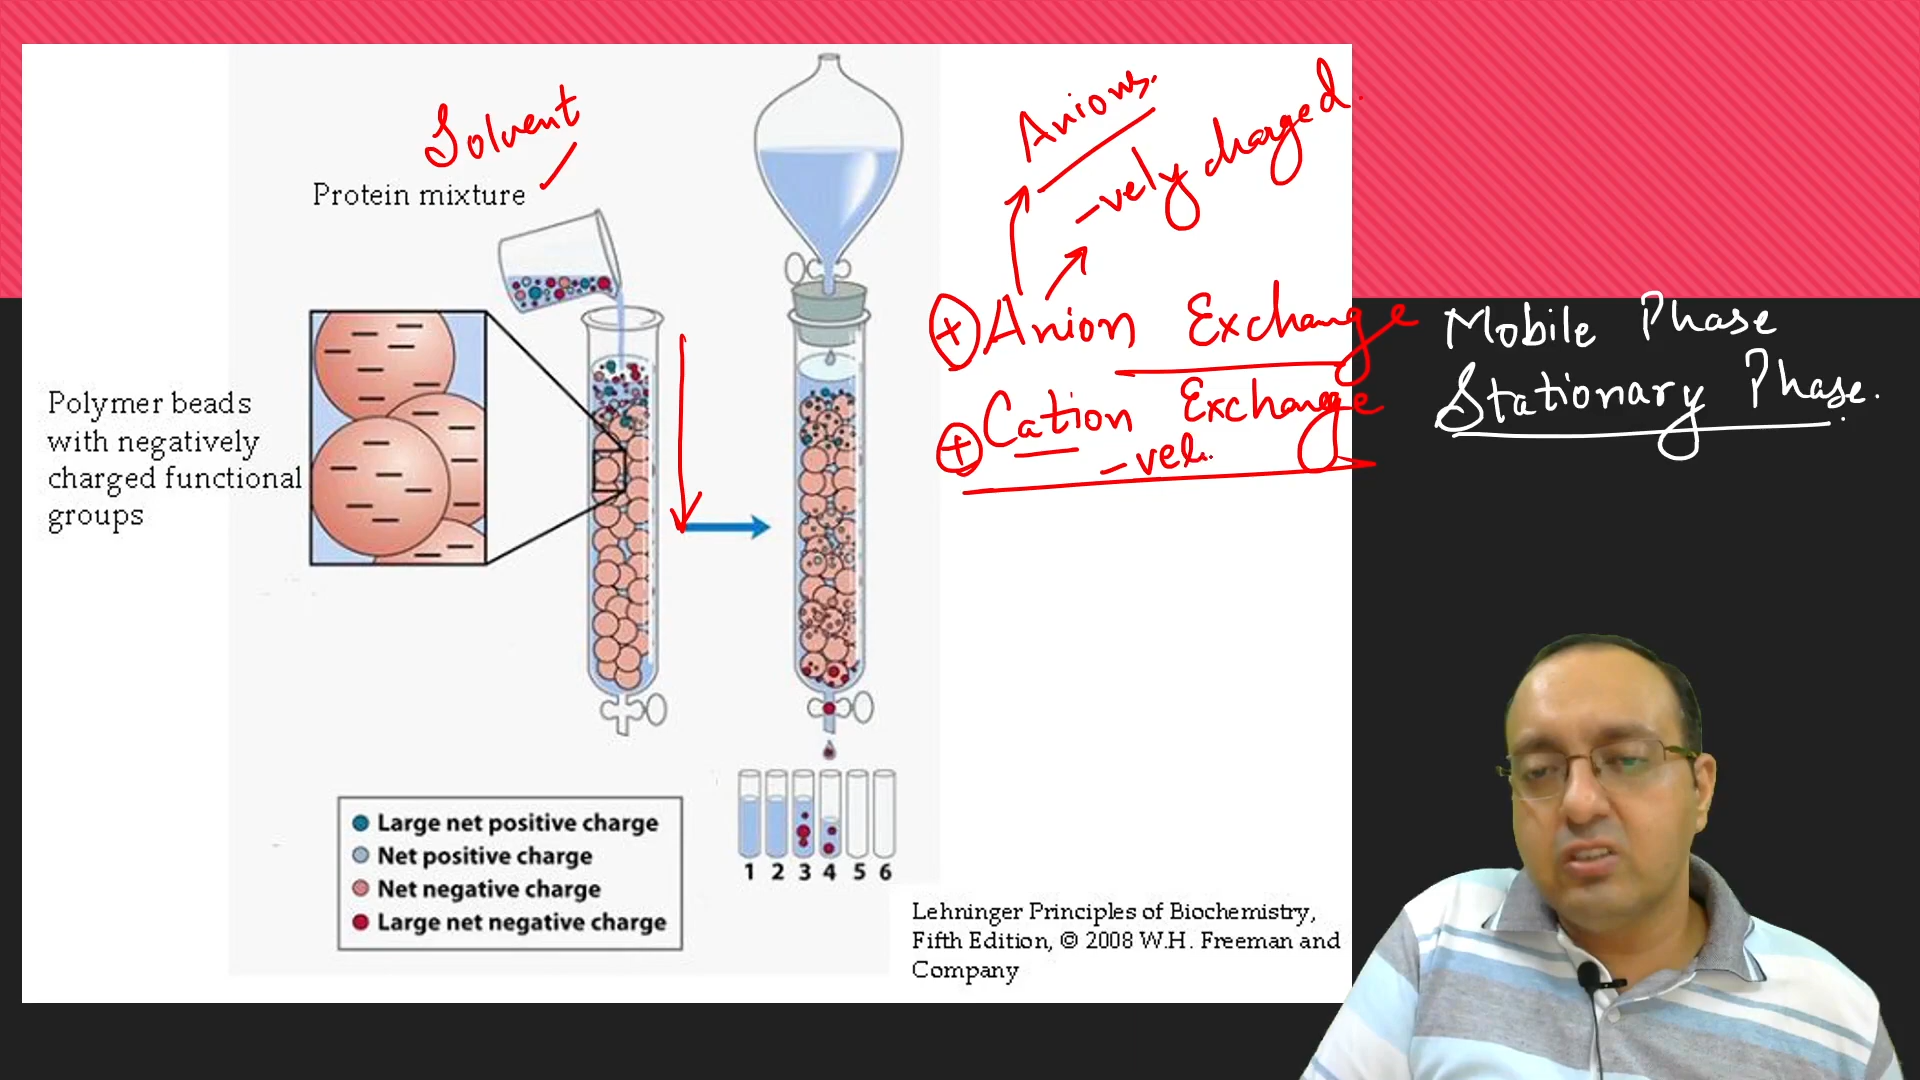 Solvent
Protein mixture
Polymer beads
with negatively
charged functional
groups
Anions.
-vely charged.
+ Anion Exchange
+ Cation Exchange
-vely.
Mobile Phase
Stationary Phase.
Large net positive charge
Net positive charge
Net negative charge
Large net negative charge
1 2 3 4 5 6
Lehninger Principles of Biochemistry,
Fifth Edition, © 2008 W.H. Freeman and
Company